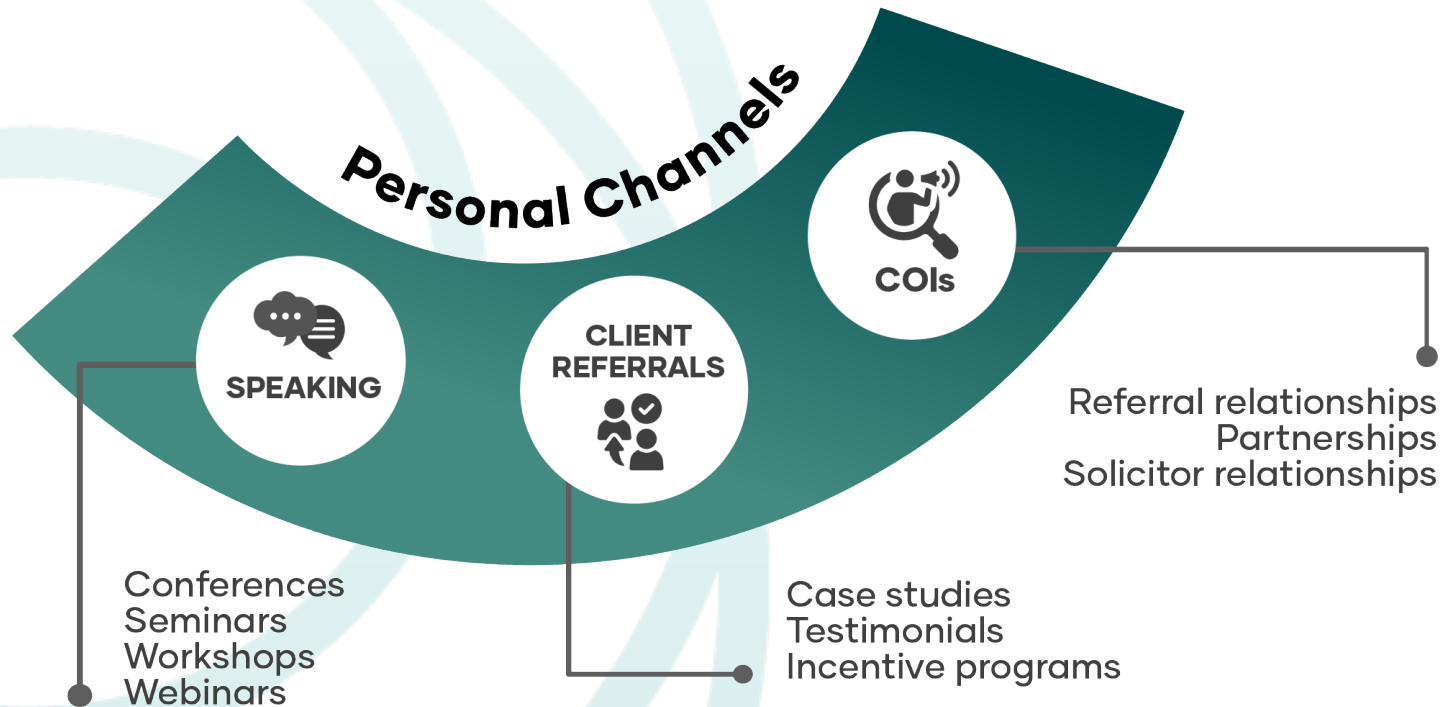 Personal Channels
SPEAKING
Conferences
Seminars
Workshops
Webinars
CLIENT
REFERRALS
Case studies
Testimonials
Incentive programs
COIs
Referral relationships
Partnerships
Solicitor relationships